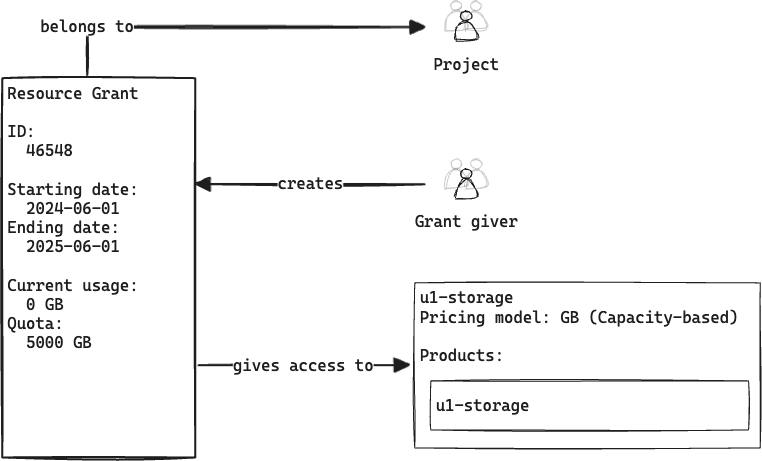 belongs to
Project
Resource Grant
ID:
46548
Starting date:
2024-06-01
Ending date:
2025-06-01
Current usage:
0 GB
Quota:
5000 GB
creates
Grant giver
gives access to
u1-storage
Pricing model: GB (Capacity-based)
Products:
u1-storage